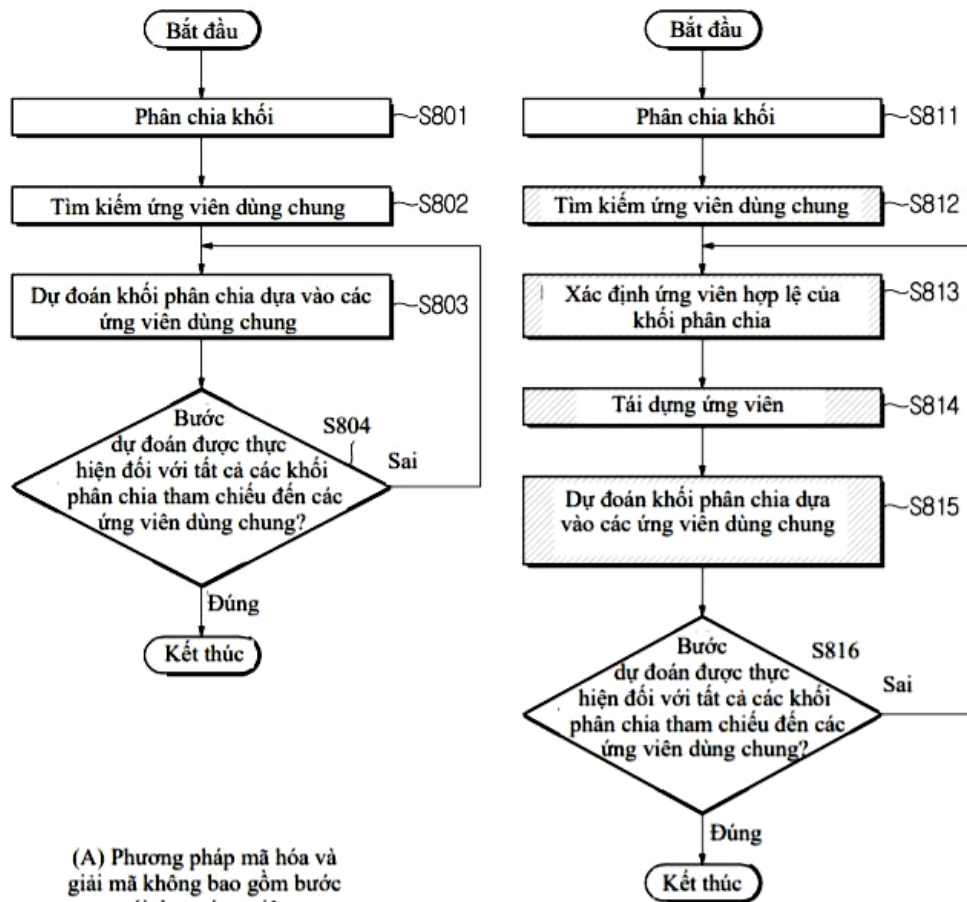 Bắt đầu
Phân chia khối
S801
Tìm kiếm ứng viên dùng chung
S802
Dự đoán khối phân chia dựa vào các
ứng viên dùng chung
S803
Bước
dự đoán được thực
hiện đối với tất cả các khối
phân chia tham chiếu đến các
ứng viên dùng chung?
S804
Sai
Đúng
Kết thúc
(A) Phương pháp mã hóa và
giải mã không bao gồm bước
Bắt đầu
Phân chia khối
S811
Tìm kiếm ứng viên dùng chung
S812
Xác định ứng viên hợp lệ của
khối phân chia
S813
Tái dựng ứng viên
S814
Dự đoán khối phân chia dựa
vào các ứng viên dùng chung
S815
Bước
dự đoán được thực
hiện đối với tất cả các khối
phân chia tham chiếu đến các
ứng viên dùng chung?
S816
Sai
Đúng
Kết thúc